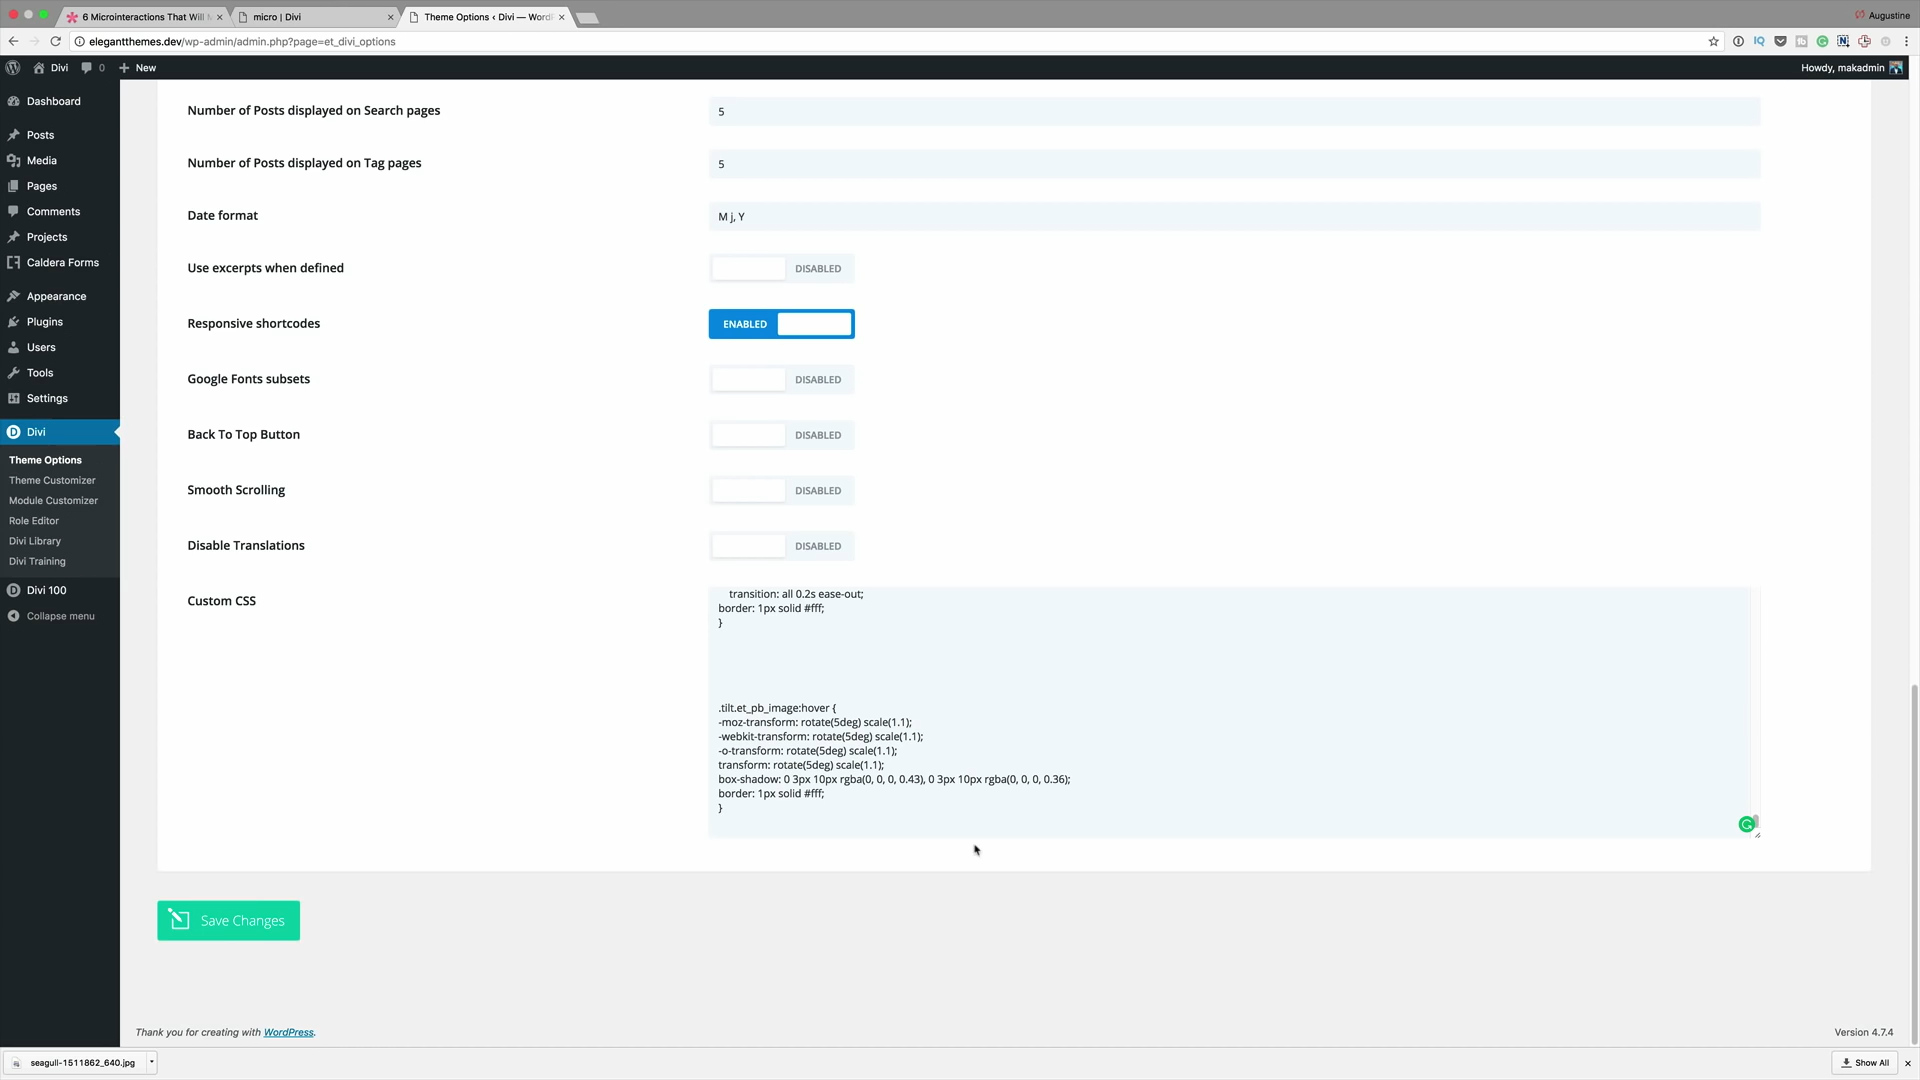 6 Microinteractions That Will M
micro | Divi
Theme Options ‹ Divi — WordP
Augustine
elegantthemes.dev/wp-admin/admin.php?page=et_divi_options
Divi
0
New
Howdy, makadmin
Dashboard
Posts
Media
Pages
Comments
Projects
Caldera Forms
Appearance
Plugins
Users
Tools
Settings
Divi
Theme Options
Theme Customizer
Module Customizer
Role Editor
Divi Library
Divi Training
Divi 100
Collapse menu
Number of Posts displayed on Search pages
5
Number of Posts displayed on Tag pages
5
Date format
M j, Y
Use excerpts when defined
DISABLED
Responsive shortcodes
ENABLED
Google Fonts subsets
DISABLED
Back To Top Button
DISABLED
Smooth Scrolling
DISABLED
Disable Translations
DISABLED
Custom CSS
transition: all 0.2s ease-out;
border: 1px solid #fff;
}
.tilt.et_pb_image:hover {
-moz-transform: rotate(5deg) scale(1.1);
-webkit-transform: rotate(5deg) scale(1.1);
-o-transform: rotate(5deg) scale(1.1);
transform: rotate(5deg) scale(1.1);
box-shadow: 0 3px 10px rgba(0, 0, 0, 0.43), 0 3px 10px rgba(0, 0, 0, 0.36);
border: 1px solid #fff;
}
Save Changes
Thank you for creating with WordPress.
Version 4.7.4
seagull-1511862_640.jpg
Show All